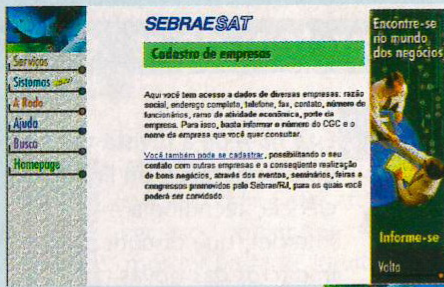 SEBRAESAT
Cadastro de empresas
Serviços
Sistemas
A Rede
Ajuda
Busca
Homepage
Aqui você tem acesso a dados de diversas empresas: razão
social, endereço completo, telefone, fax, contato, número de
funcionários, ramo de atividade econômica, porte da
empresa. Para isso, basta informar o número do CGC e o
nome da empresa que você quer consultar.
Você também pode se cadastrar, possibilitando o seu
contato com outras empresas e a conseqüente realização
de bons negócios, através dos eventos, seminários, feiras e
congressos promovidos pelo Sebrae/RJ, para os quais você
poderá ser convidado.
Encontre-se
no mundo
dos negócios
Informe-se
Volta